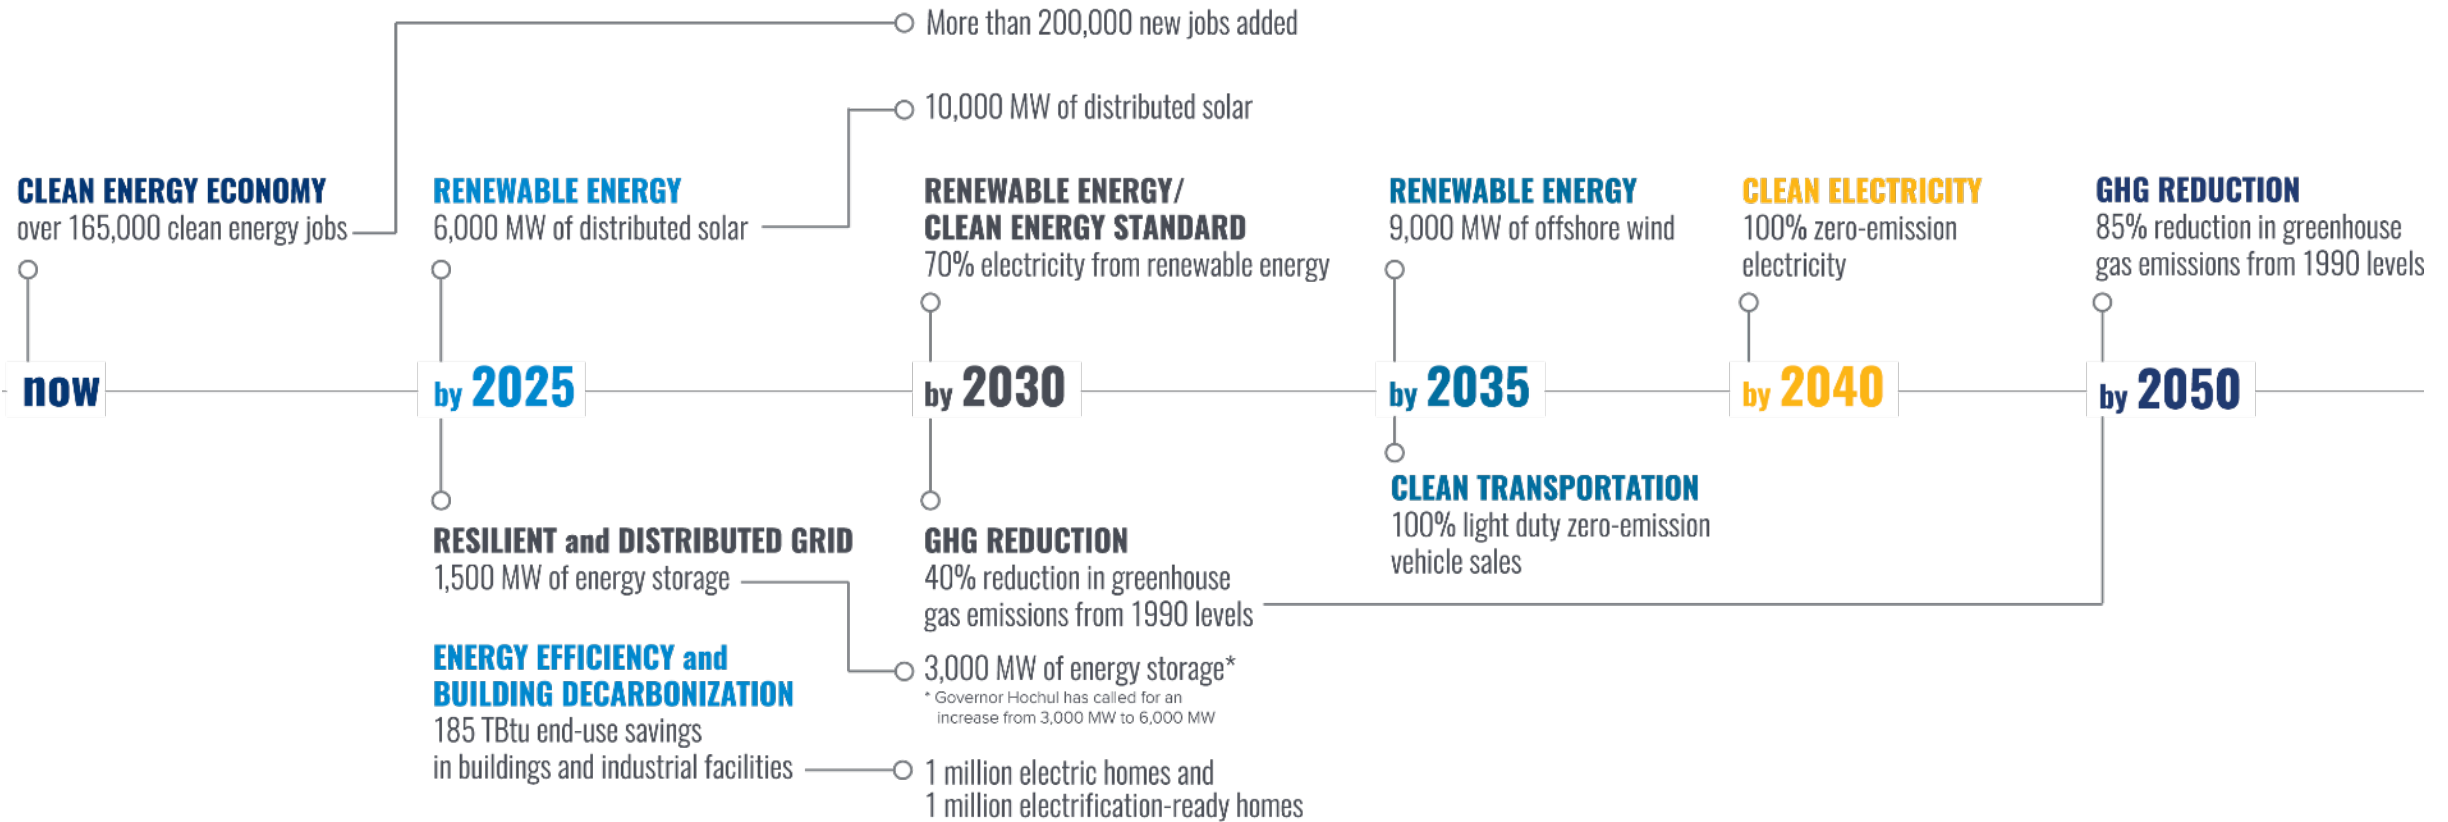 More than 200,000 new jobs added
10,000 MW of distributed solar
CLEAN ENERGY ECONOMY
over 165,000 clean energy jobs
RENEWABLE ENERGY
6,000 MW of distributed solar
RENEWABLE ENERGY/
CLEAN ENERGY STANDARD
70% electricity from renewable energy
RENEWABLE ENERGY
9,000 MW of offshore wind
CLEAN ELECTRICITY
100% zero-emission
electricity
GHG REDUCTION
85% reduction in greenhouse
gas emissions from 1990 levels
now
by 2025
by 2030
by 2035
by 2040
by 2050
RESILIENT and DISTRIBUTED GRID
1,500 MW of energy storage
ENERGY EFFICIENCY and
BUILDING DECARBONIZATION
185 TBtu end-use savings
in buildings and industrial facilities
GHG REDUCTION
40% reduction in greenhouse
gas emissions from 1990 levels
3,000 MW of energy storage*
* Governor Hochul has called for an
increase from 3,000 MW to 6,000 MW
1 million electric homes and
1 million electrification-ready homes
CLEAN TRANSPORTATION
100% light duty zero-emission
vehicle sales